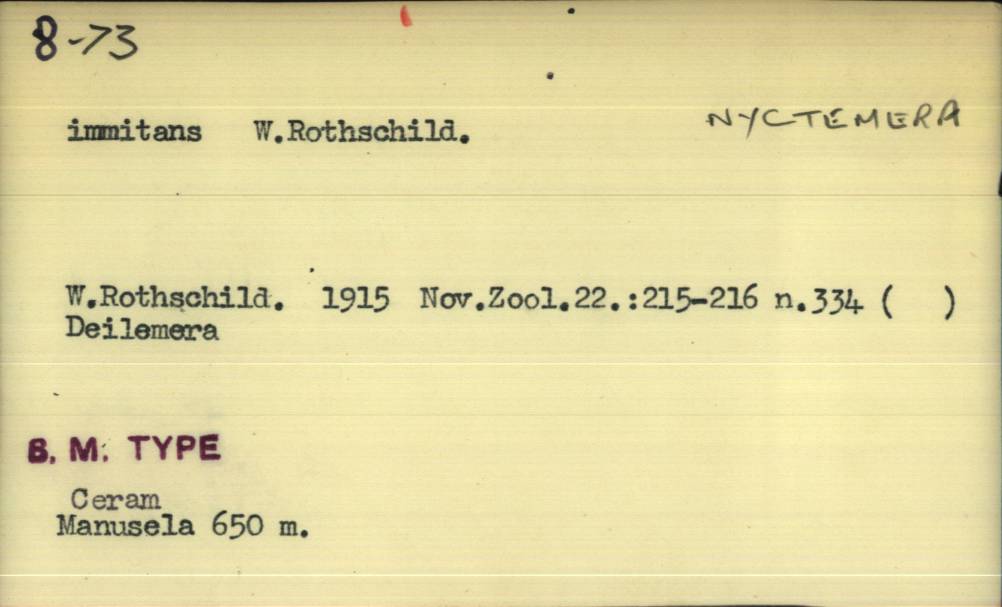 8-73
immitans W.Rothschild. NYCTEMERA
W.Rothschild. 1915 Nov.Zool.22.:215-216 n.334 ( )
Deilemera
B. M. TYPE
Ceram
Manusela 650 m.